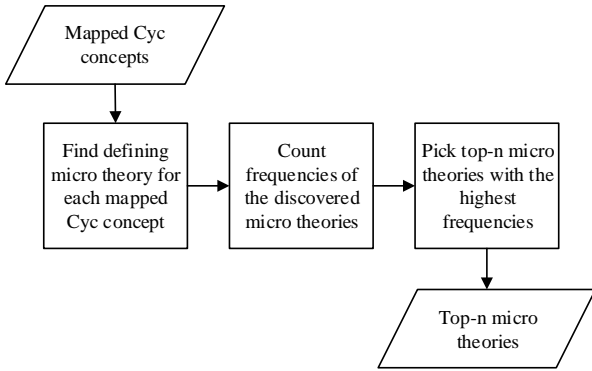 Mapped Cyc
concepts
Find defining
micro theory for
each mapped
Cyc concept
Count
frequencies of
the discovered
micro theories
Pick top-n micro
theories with the
highest
frequencies
Top-n micro
theories